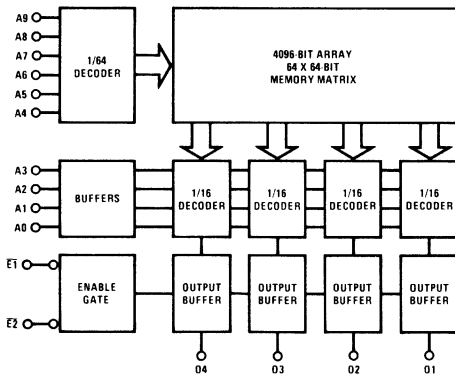 A9
A8
A7
A6
A5
A4
1/64
DECODER
4096-BIT ARRAY
64 X 64-BIT
MEMORY MATRIX
A3
A2
A1
A0
BUFFERS
1/16
DECODER
1/16
DECODER
1/16
DECODER
1/16
DECODER
E1
E2
ENABLE
GATE
OUTPUT
BUFFER
OUTPUT
BUFFER
OUTPUT
BUFFER
OUTPUT
BUFFER
04
03
02
01